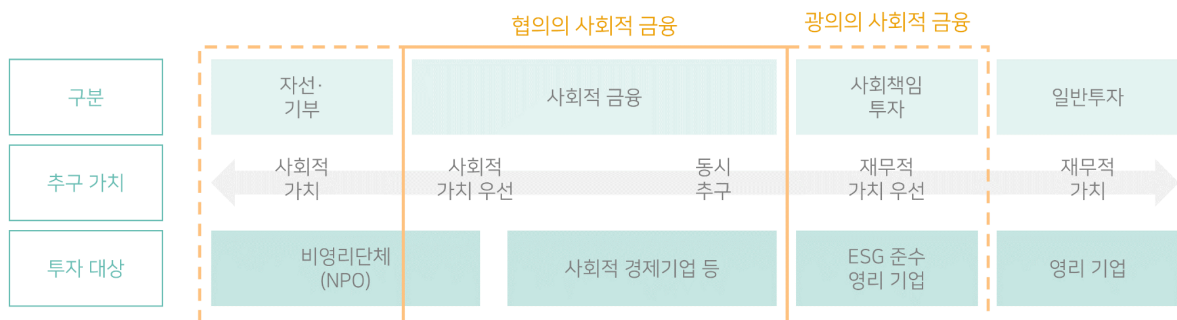 협의의 사회적 금융
광의의 사회적 금융
구분
자선·
기부
사회적 금융
사회책임
투자
일반투자
추구 가치
사회적
가치
사회적
가치 우선
동시
추구
재무적
가치 우선
재무적
가치
투자 대상
비영리단체
(NPO)
사회적 경제기업 등
ESG 준수
영리 기업
영리 기업